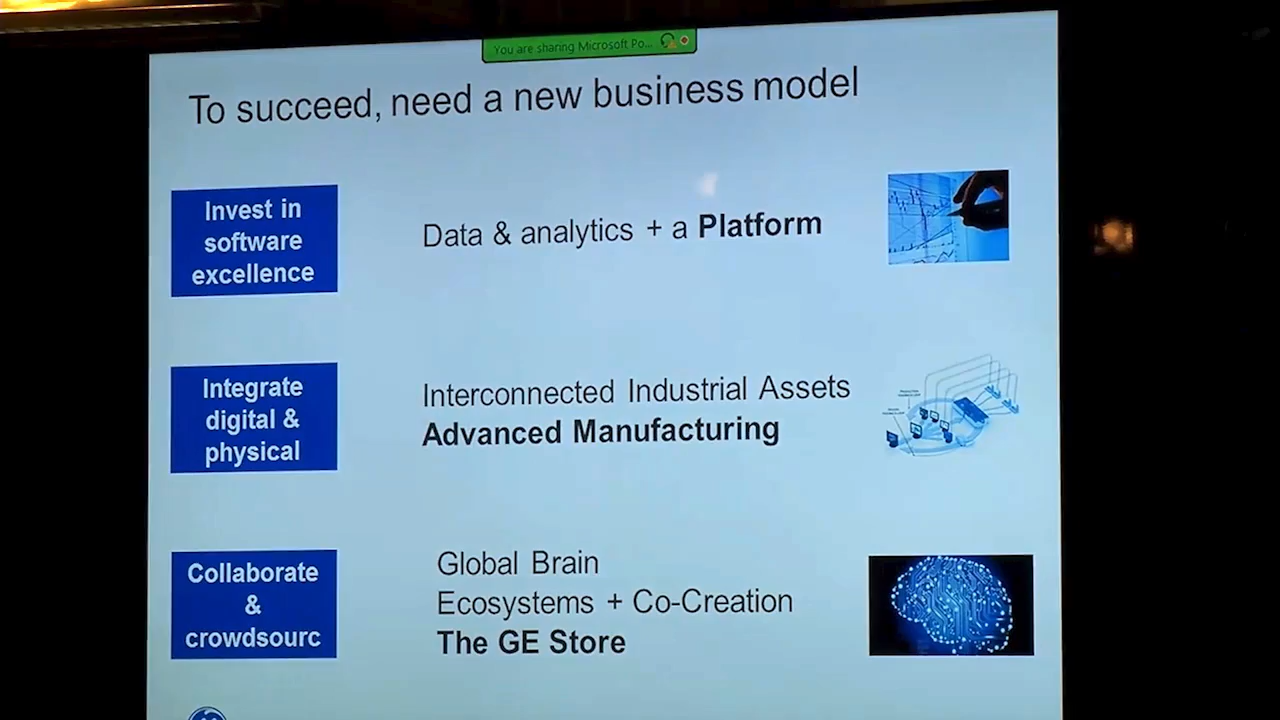 You are sharing Microsoft Po...
To succeed, need a new business model
Invest in
software
excellence
Data & analytics + a Platform
Integrate
digital &
physical
Interconnected Industrial Assets
Advanced Manufacturing
Collaborate
&
crowdsourc
Global Brain
Ecosystems + Co-Creation
The GE Store